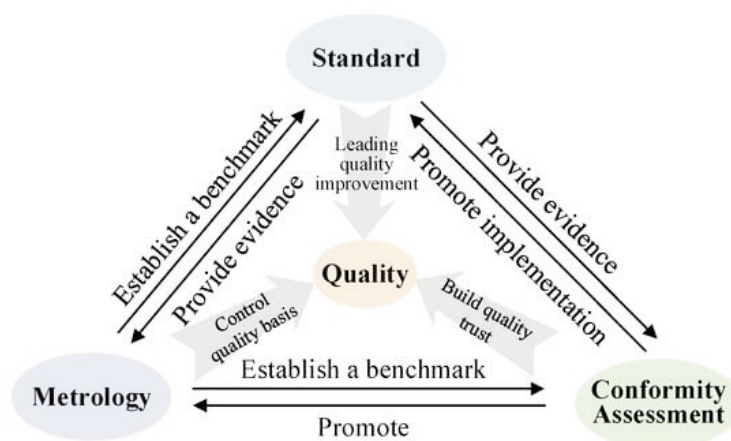 Standard
Establish a benchmark
Provide evidence
Leading
quality
improvement
Promote implementation
Provide evidence
Quality
Control
quality basis
Build quality
trust
Metrology
Establish a benchmark
Promote
Conformity
Assessment